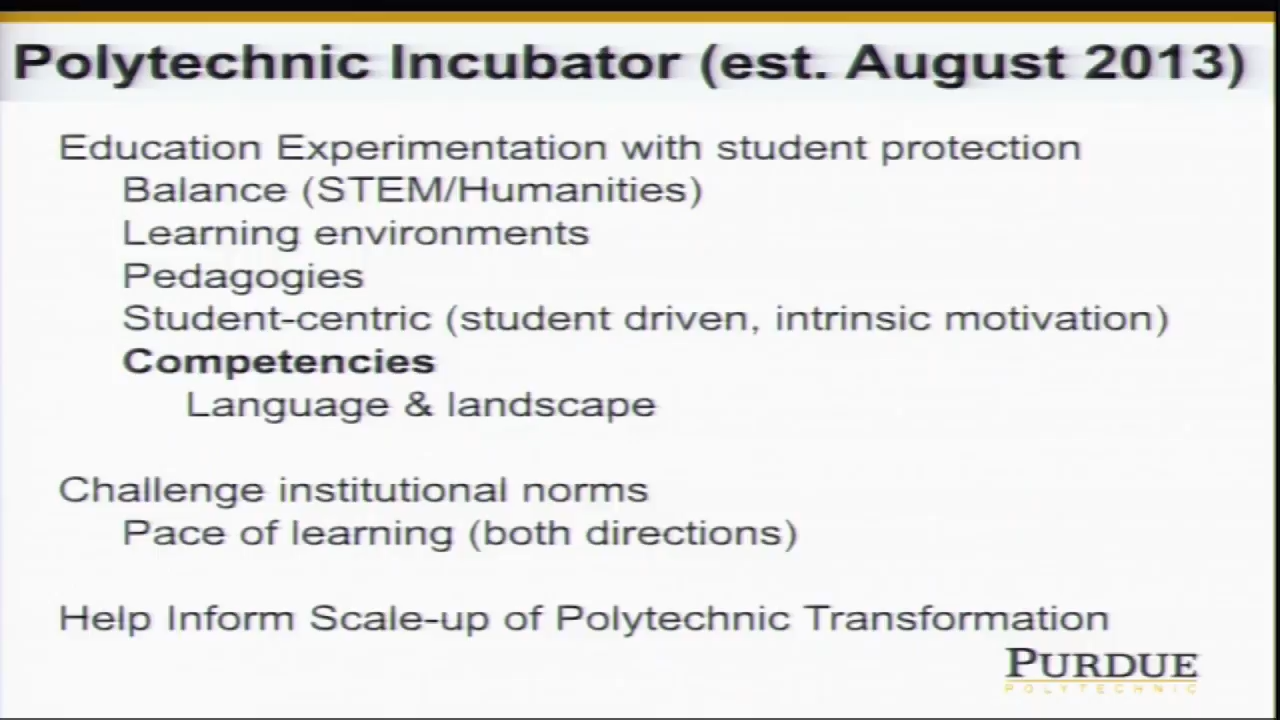 Polytechnic Incubator (est. August 2013)
Education Experimentation with student protection
Balance (STEM/Humanities)
Learning environments
Pedagogies
Student-centric (student driven, intrinsic motivation)
Competencies
Language & landscape
Challenge institutional norms
Pace of learning (both directions)
Help Inform Scale-up of Polytechnic Transformation
PURDUE
POLYTECHNIC